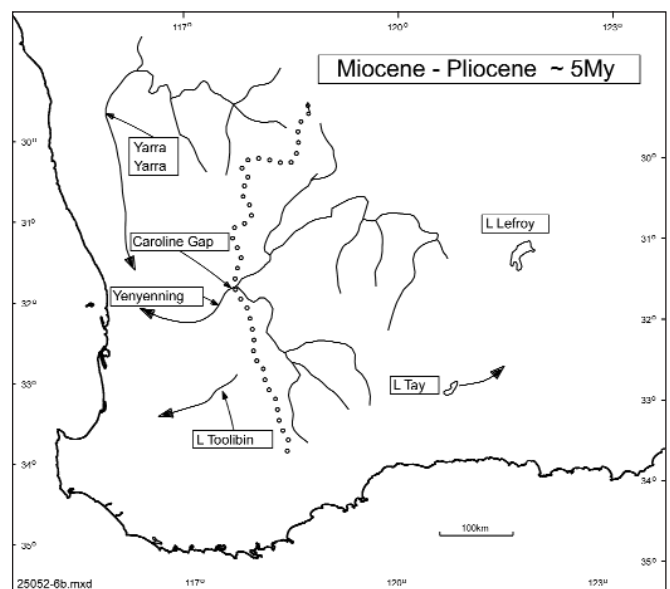 117°
120°
123°
Miocene - Pliocene ~ 5My
30°
30°
Yarra
Yarra
31°
31°
L Lefroy
Caroline Gap
32°
32°
Yenyenning
33°
33°
L Tay
L Toolibin
34°
34°
100km
35°
35°
25052-6b.mxd
117°
120°
123°